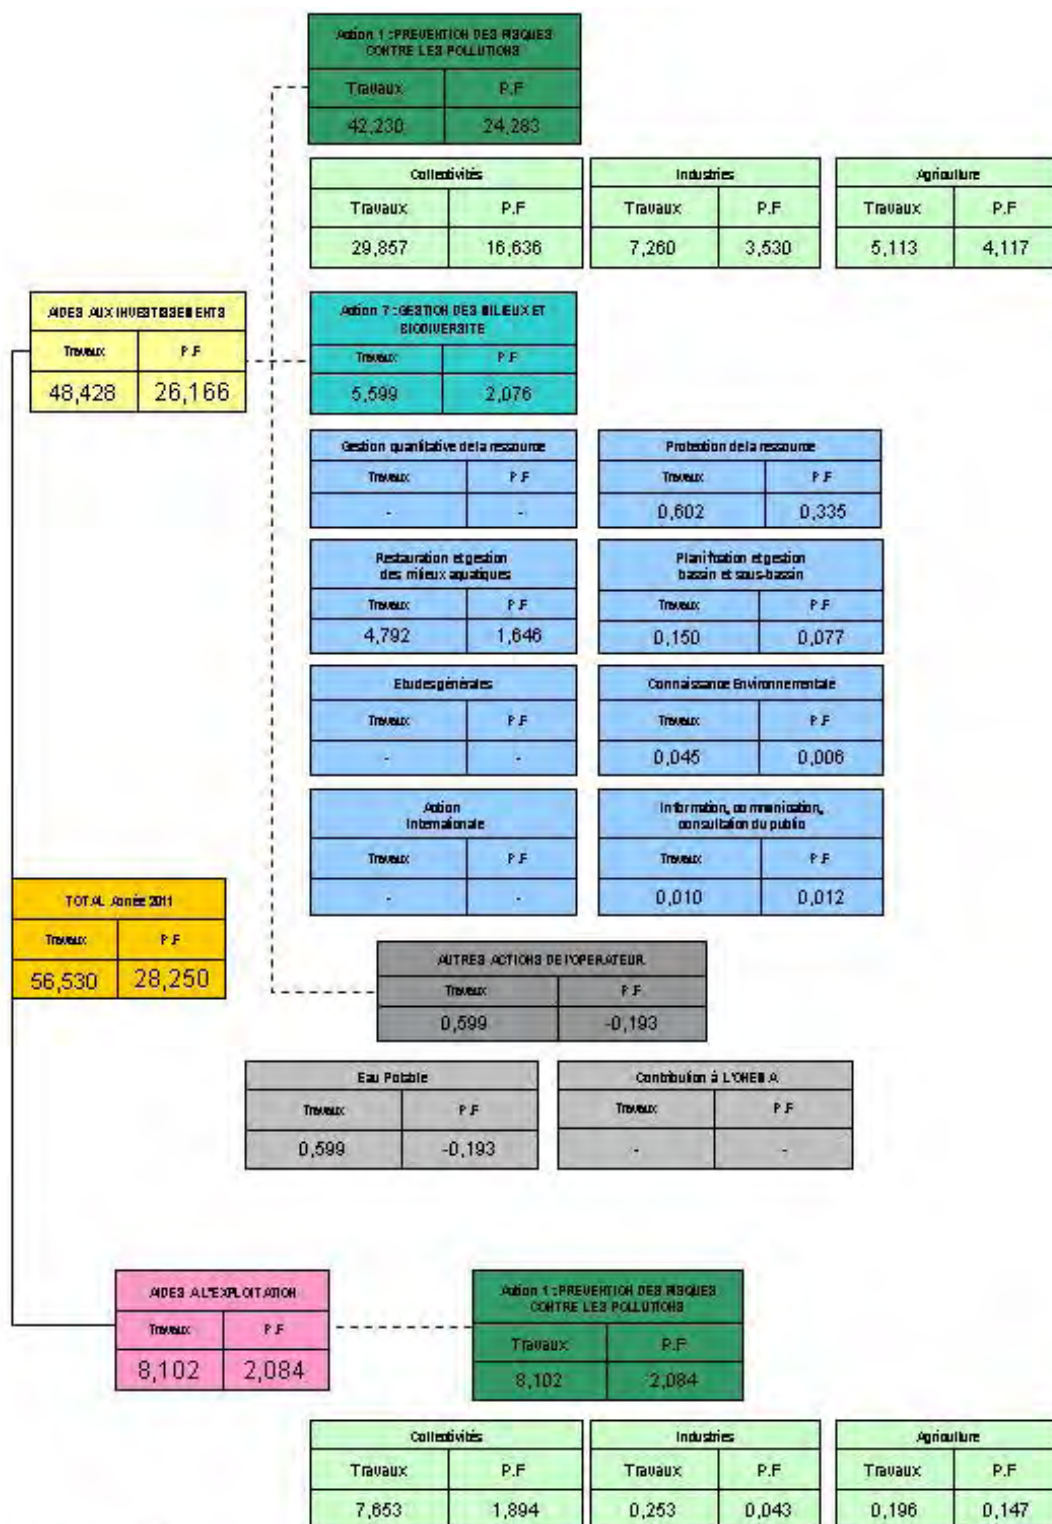 Action 1 : PREVENTION DES RISQUES
CONTRE LES POLLUTIONS
Travaux P.F
42,230 24,283
Collectivités Industries Agriculture
Travaux P.F Travaux P.F Travaux P.F
29,857 16,636 7,260 3,530 5,113 4,117
AIDES AUX INVESTISSEMENTS
Travaux P.F
48,428 26,166
Action 7 : GESTION DES MILIEUX ET
BIODIVERSITE
Travaux P.F
5,599 2,076
Gestion quantitative de la ressource Protection de la ressource
Travaux P.F Travaux P.F
- - 0,602 0,335
Restauration et gestion
des milieux aquatiques
Travaux P.F
4,792 1,646
Planification et gestion
bassin et sous-bassin
Travaux P.F
0,150 0,077
Etudes générales Connaissance Environnementale
Travaux P.F Travaux P.F
- - 0,045 0,006
Action
Internationale
Travaux P.F
- -
Information, communication,
consultation du public
Travaux P.F
0,010 0,012
TOTAL Année 2011
Travaux P.F
56,530 28,250
AUTRES ACTIONS DE l'OPERATEUR
Travaux P.F
0,599 -0,193
Eau Potable Contribution à L'ONEMA
Travaux P.F Travaux P.F
0,599 -0,193 - -
AIDES A L'EXPLOITATION
Travaux P.F
8,102 2,084
Action 1 : PREVENTION DES RISQUES
CONTRE LES POLLUTIONS
Travaux P.F
8,102 2,084
Collectivités Industries Agriculture
Travaux P.F Travaux P.F Travaux P.F
7,653 1,894 0,253 0,043 0,196 0,147